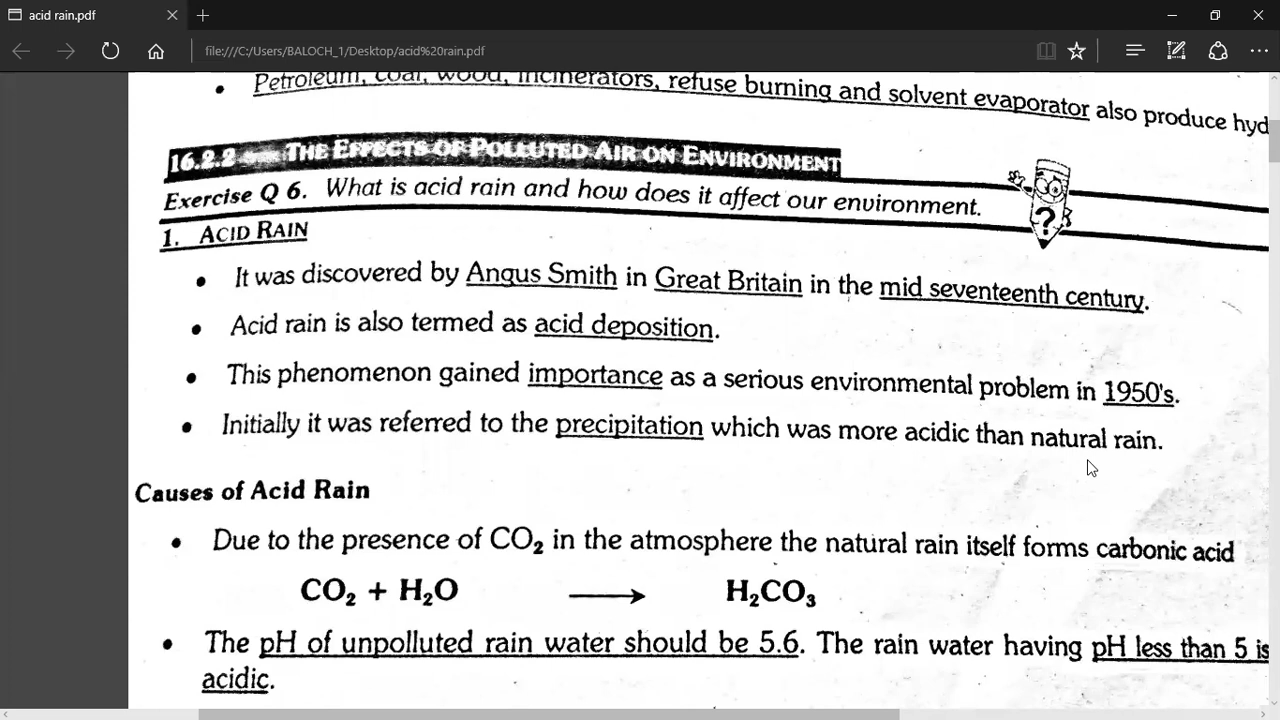 acid rain.pdf
file:///C:/Users/BALOCH_1/Desktop/acid%20rain.pdf
• Petroleum, coal, wood, incinerators, refuse burning and solvent evaporator also produce hyd
16.2.2 THE EFFECTS OF POLLUTED AIR ON ENVIRONMENT
Exercise Q 6. What is acid rain and how does it affect our environment.
?
1. ACID RAIN
• It was discovered by Angus Smith in Great Britain in the mid seventeenth century.
• Acid rain is also termed as acid deposition.
• This phenomenon gained importance as a serious environmental problem in 1950's.
• Initially it was referred to the precipitation which was more acidic than natural rain.
Causes of Acid Rain
• Due to the presence of CO₂ in the atmosphere the natural rain itself forms carbonic acid
CO₂ + H₂O ⟶ H₂CO₃
• The pH of unpolluted rain water should be 5.6. The rain water having pH less than 5 is
acidic.